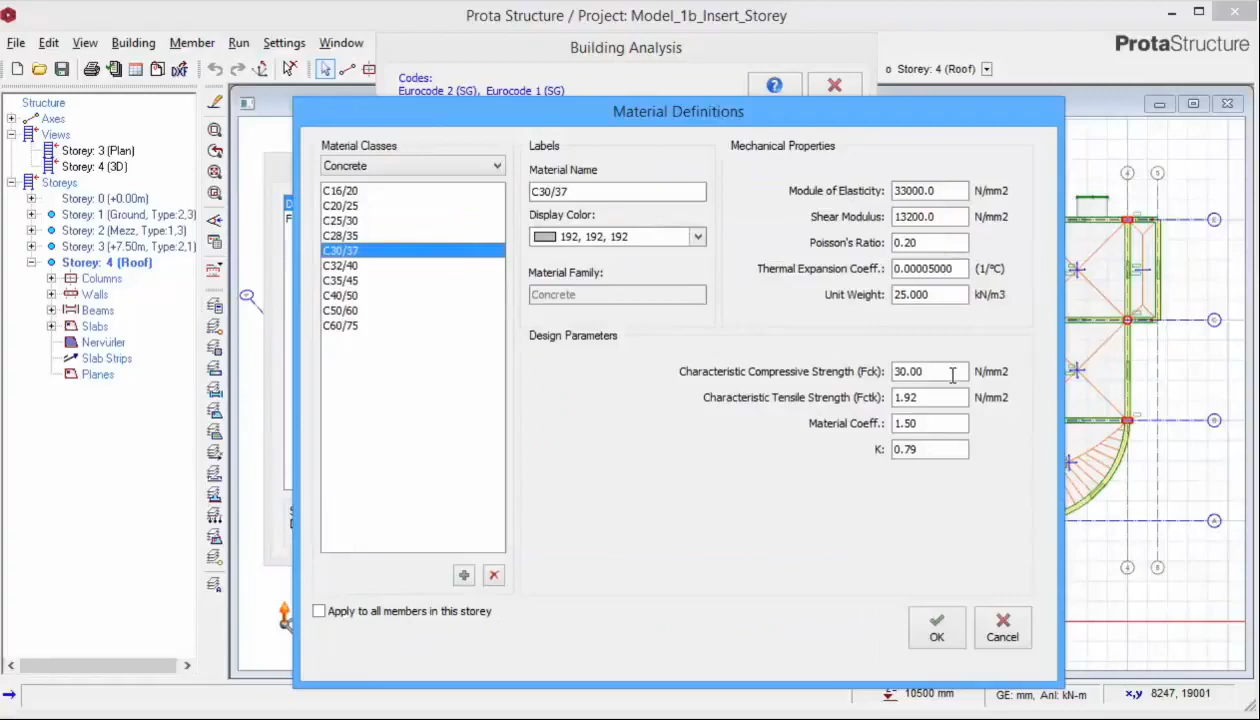 Prota Structure / Project: Model_1b_Insert_Storey
File Edit View Building Member Run Settings Window
Building Analysis
ProtaStructure
DXF
Codes:
Eurocode 2 (SG), Eurocode 1 (SG)
o Storey: 4 (Roof)
Structure
Axes
Views
Storey: 3 (Plan)
Storey: 4 (3D)
Storeys
Storey: 0 (+0.00m)
Storey: 1 (Ground, Type:2,3)
Storey: 2 (Mezz, Type:1,3)
Storey: 3 (+7.50m, Type:2,1)
Storey: 4 (Roof)
Columns
Walls
Beams
Slabs
Nervürler
Slab Strips
Planes
Material Definitions
Material Classes
Concrete
C16/20
C20/25
C25/30
C28/35
C30/37
C32/40
C35/45
C40/50
C50/60
C60/75
Apply to all members in this storey
Labels
Material Name
C30/37
Display Color:
192, 192, 192
Material Family:
Concrete
Mechanical Properties
Module of Elasticity: 33000.0 N/mm2
Shear Modulus: 13200.0 N/mm2
Poisson's Ratio: 0.20
Thermal Expansion Coeff.: 0.00005000 (1/°C)
Unit Weight: 25.000 kN/m3
Design Parameters
Characteristic Compressive Strength (Fck): 30.00 N/mm2
Characteristic Tensile Strength (Fctk): 1.92 N/mm2
Material Coeff.: 1.50
K: 0.79
OK
Cancel
4 5
4 5
10500 mm GE: mm, Anl: kN-m x,y 8247, 19001